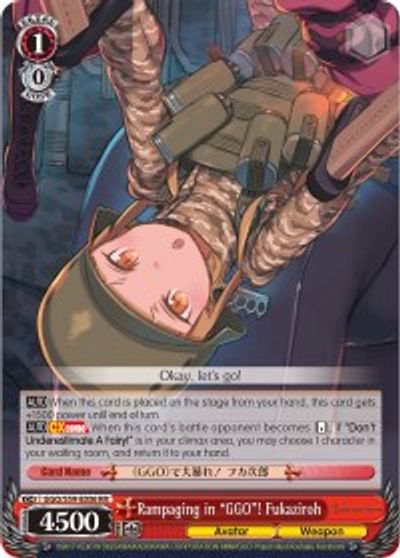 1
0
Okay, let's go!
AUTO When this card is placed on the stage from your hand, this card gets
+1500 power until end of turn.
AUTO CX COMBO When this card's battle opponent becomes, if "Don't
Underestimate A Fairy!" is in your climax area, you may choose 1 character
in your waiting room, and return it to your hand.
Card Name 《GGO》で大暴れ! フカ次郎
4500
Rampaging in "GGO"! Fukaziroh
Avatar Weapon